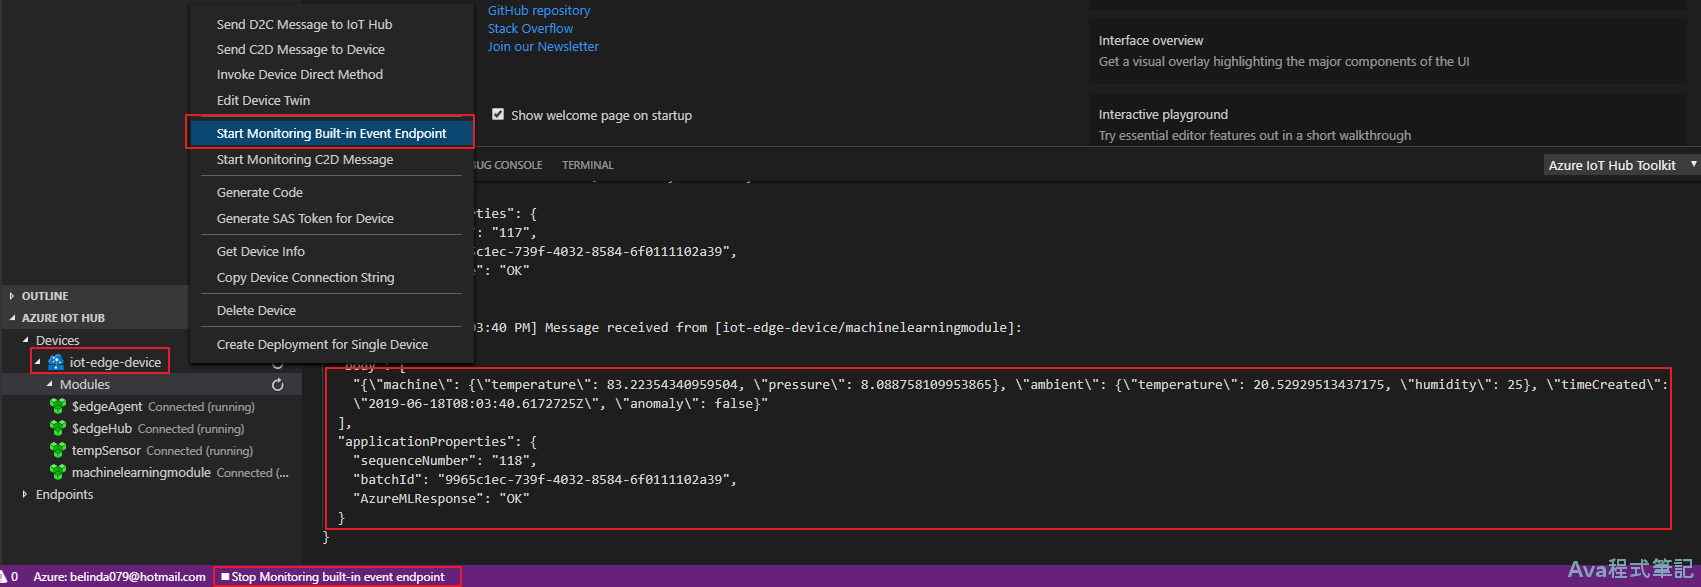 Send D2C Message to IoT Hub
Send C2D Message to Device
Invoke Device Direct Method
Edit Device Twin
Start Monitoring Built-in Event Endpoint
Start Monitoring C2D Message
Generate Code
Generate SAS Token for Device
Get Device Info
Copy Device Connection String
Delete Device
Create Deployment for Single Device
GitHub repository
Stack Overflow
Join our Newsletter
Show welcome page on startup
Interface overview
Get a visual overlay highlighting the major components of the UI
Interactive playground
Try essential editor features out in a short walkthrough
UG CONSOLE TERMINAL
Azure IoT Hub Toolkit
ties": {
": "117",
c1ec-739f-4032-8584-6f0111102a39",
e": "OK"
03:40 PM] Message received from [iot-edge-device/machinelearningmodule]:
"body": [
"{\"machine\": {\"temperature\": 83.22354340959504, \"pressure\": 8.088758109953865}, \"ambient\": {\"temperature\": 20.52929513437175, \"humidity\": 25}, \"timeCreated\":
\"2019-06-18T08:03:40.6172725Z\", \"anomaly\": false}"
],
"applicationProperties": {
"sequenceNumber": "118",
"batchId": "9965c1ec-739f-4032-8584-6f0111102a39",
"AzureMLResponse": "OK"
}
}
OUTLINE
AZURE IOT HUB
Devices
iot-edge-device
Modules
$edgeAgent Connected (running)
$edgeHub Connected (running)
tempSensor Connected (running)
machinelearningmodule Connected (...
Endpoints
0 Azure: belinda079@hotmail.com Stop Monitoring built-in event endpoint
Ava程式筆記